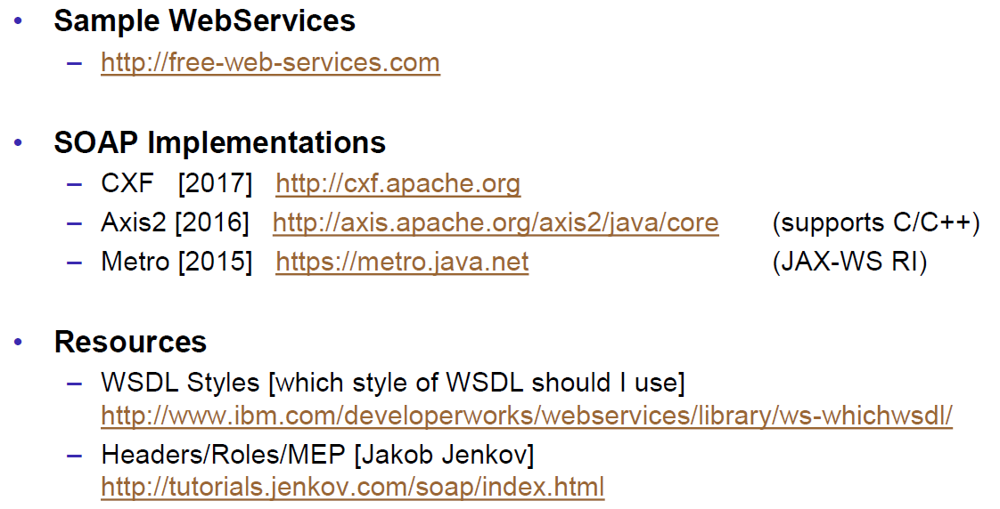 • Sample WebServices
– http://free-web-services.com
• SOAP Implementations
– CXF [2017] http://cxf.apache.org
– Axis2 [2016] http://axis.apache.org/axis2/java/core (supports C/C++)
– Metro [2015] https://metro.java.net (JAX-WS RI)
• Resources
– WSDL Styles [which style of WSDL should I use]
http://www.ibm.com/developerworks/webservices/library/ws-whichwsdl/
– Headers/Roles/MEP [Jakob Jenkov]
http://tutorials.jenkov.com/soap/index.html